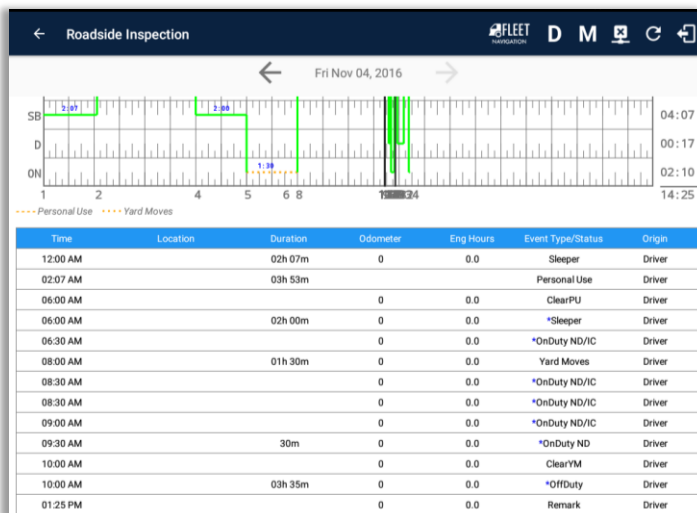 Roadside Inspection FLEET NAVIGATION D M
Fri Nov 04, 2016
SB 2:07 2:00 04:07
D 00:17
ON 1:30 02:10
1 2 4 5 6 8 14:25
Personal Use Yard Moves
Time Location Duration Odometer Eng Hours Event Type/Status Origin
12:00 AM 02h 07m 0 0.0 Sleeper Driver
02:07 AM 03h 53m Personal Use Driver
06:00 AM 0 0.0 ClearPU Driver
06:00 AM 02h 00m 0 0.0 *Sleeper Driver
06:30 AM 0 0.0 *OnDuty ND/IC Driver
08:00 AM 01h 30m 0 0.0 Yard Moves Driver
08:30 AM 0 0.0 *OnDuty ND/IC Driver
08:30 AM 0 0.0 *OnDuty ND/IC Driver
09:00 AM 0 0.0 *OnDuty ND/IC Driver
09:30 AM 30m 0 0.0 *OnDuty ND Driver
10:00 AM 0 0.0 ClearYM Driver
10:00 AM 03h 35m 0 0.0 *OffDuty Driver
01:25 PM 0 0.0 Remark Driver